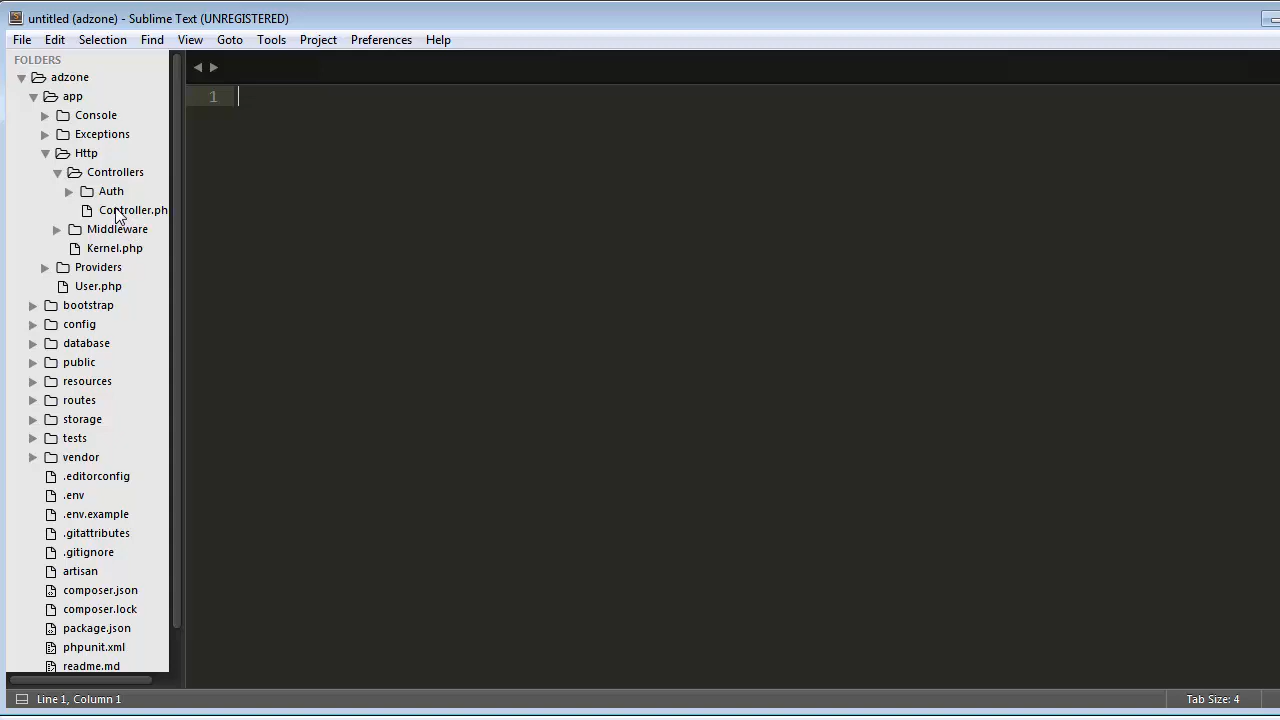 untitled (adzone) - Sublime Text (UNREGISTERED)
File Edit Selection Find View Goto Tools Project Preferences Help
FOLDERS
adzone
app
1
Console
Exceptions
Http
Controllers
Auth
Controller.ph
Middleware
Kernel.php
Providers
User.php
bootstrap
config
database
public
resources
routes
storage
tests
vendor
.editorconfig
.env
.env.example
.gitattributes
.gitignore
artisan
composer.json
composer.lock
package.json
phpunit.xml
readme.md
Line 1, Column 1
Tab Size: 4